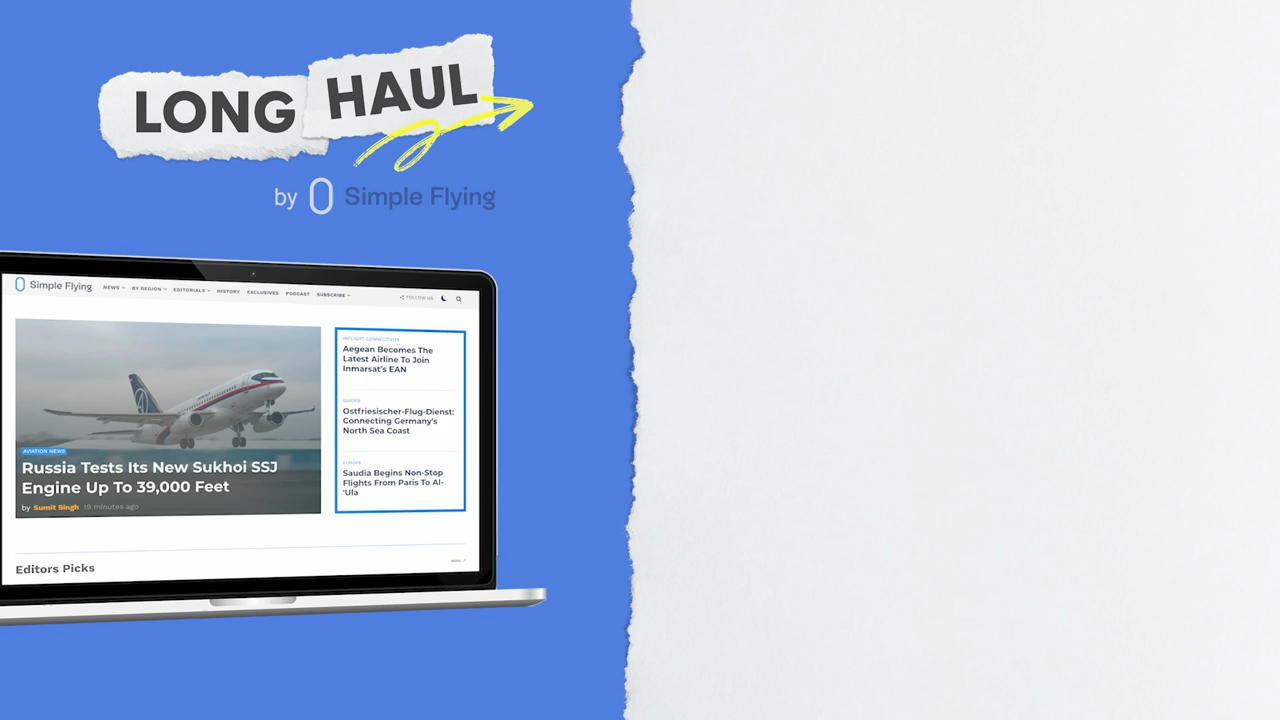 LONG HAUL
by Simple Flying
Simple Flying NEWS BY REGION EDITORIALS HISTORY EXCLUSIVES PODCAST SUBSCRIBE FOLLOW US
AVIATION NEWS
Russia Tests Its New Sukhoi SSJ
Engine Up To 39,000 Feet
by Sumit Singh 19 minutes ago
INFLIGHT CONNECTIVITY
Aegean Becomes The
Latest Airline To Join
Inmarsat's EAN
GUIDES
Ostfriesischer-Flug-Dienst:
Connecting Germany's
North Sea Coast
EUROPE
Saudia Begins Non-Stop
Flights From Paris To Al-
'Ula
Editors Picks